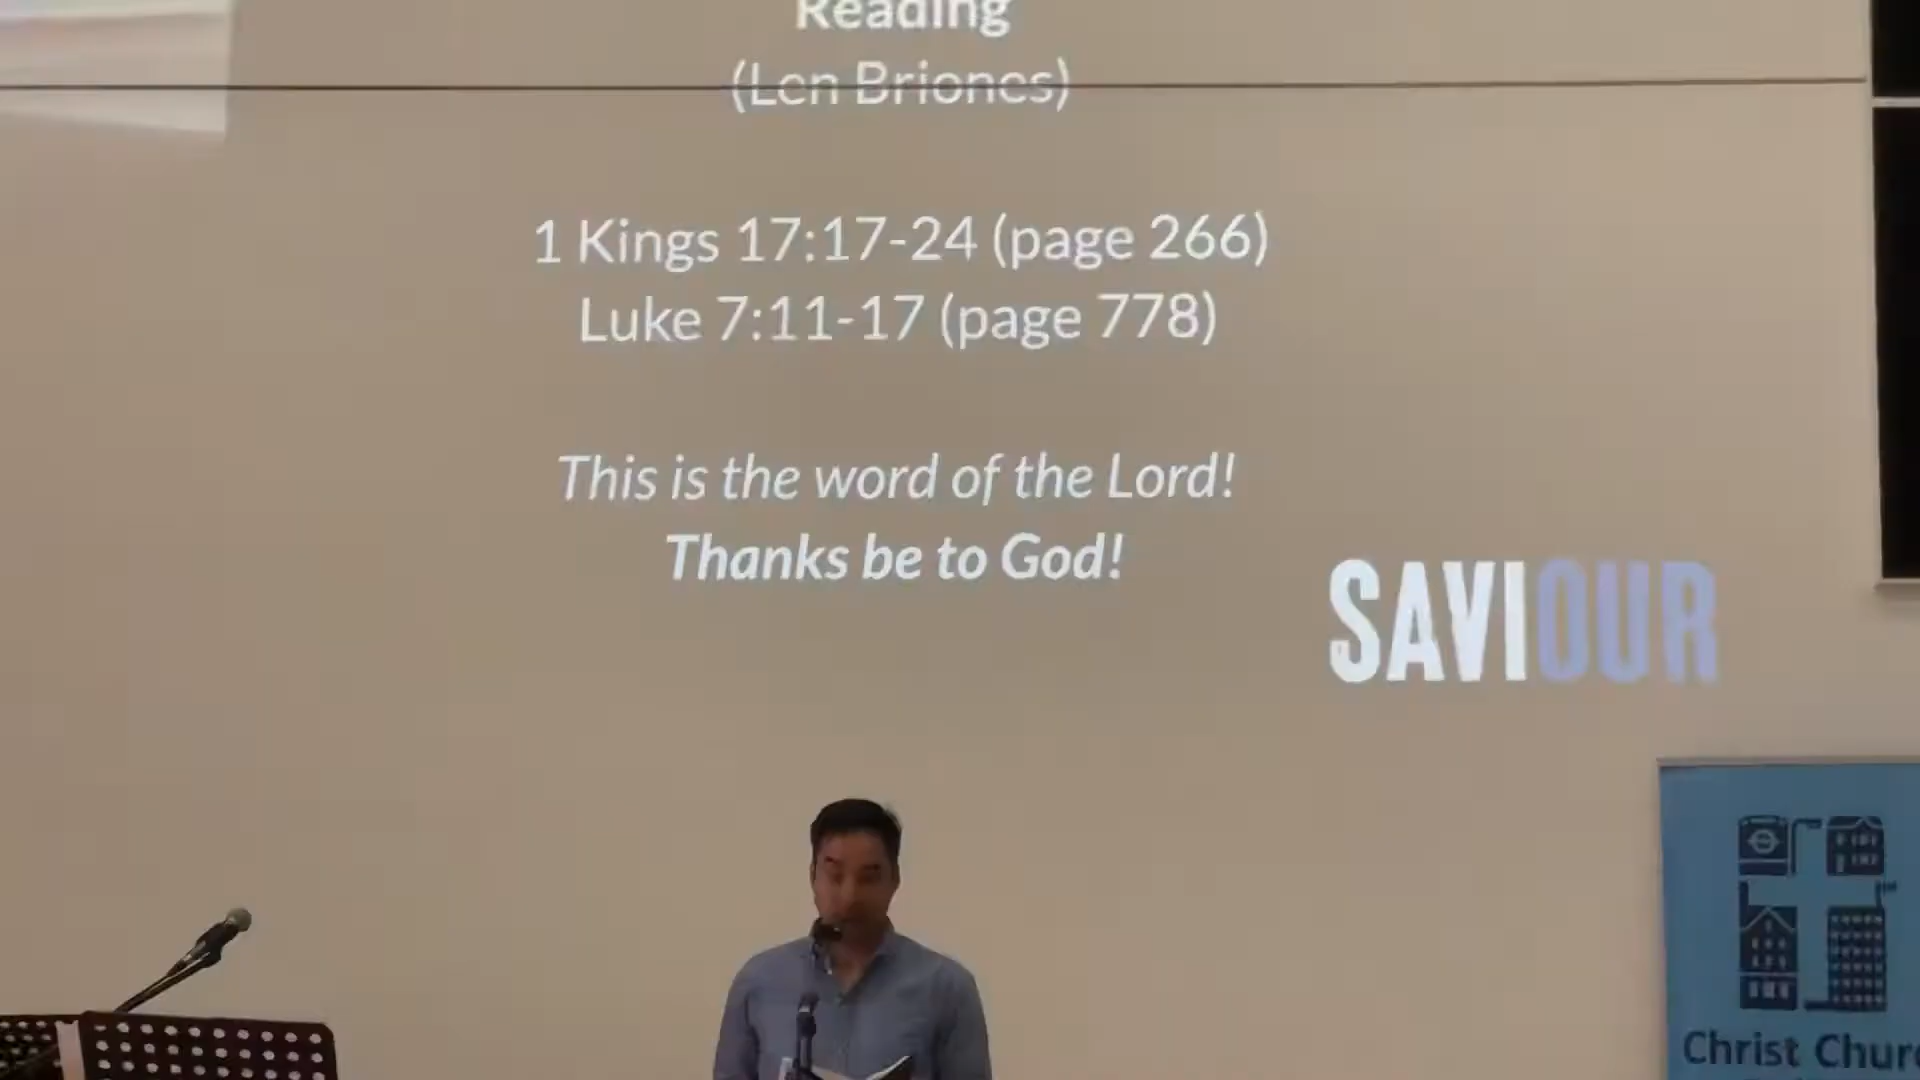 Reading
(Len Briones)
1 Kings 17:17-24 (page 266)
Luke 7:11-17 (page 778)
This is the word of the Lord!
Thanks be to God!
SAVIOUR
Christ